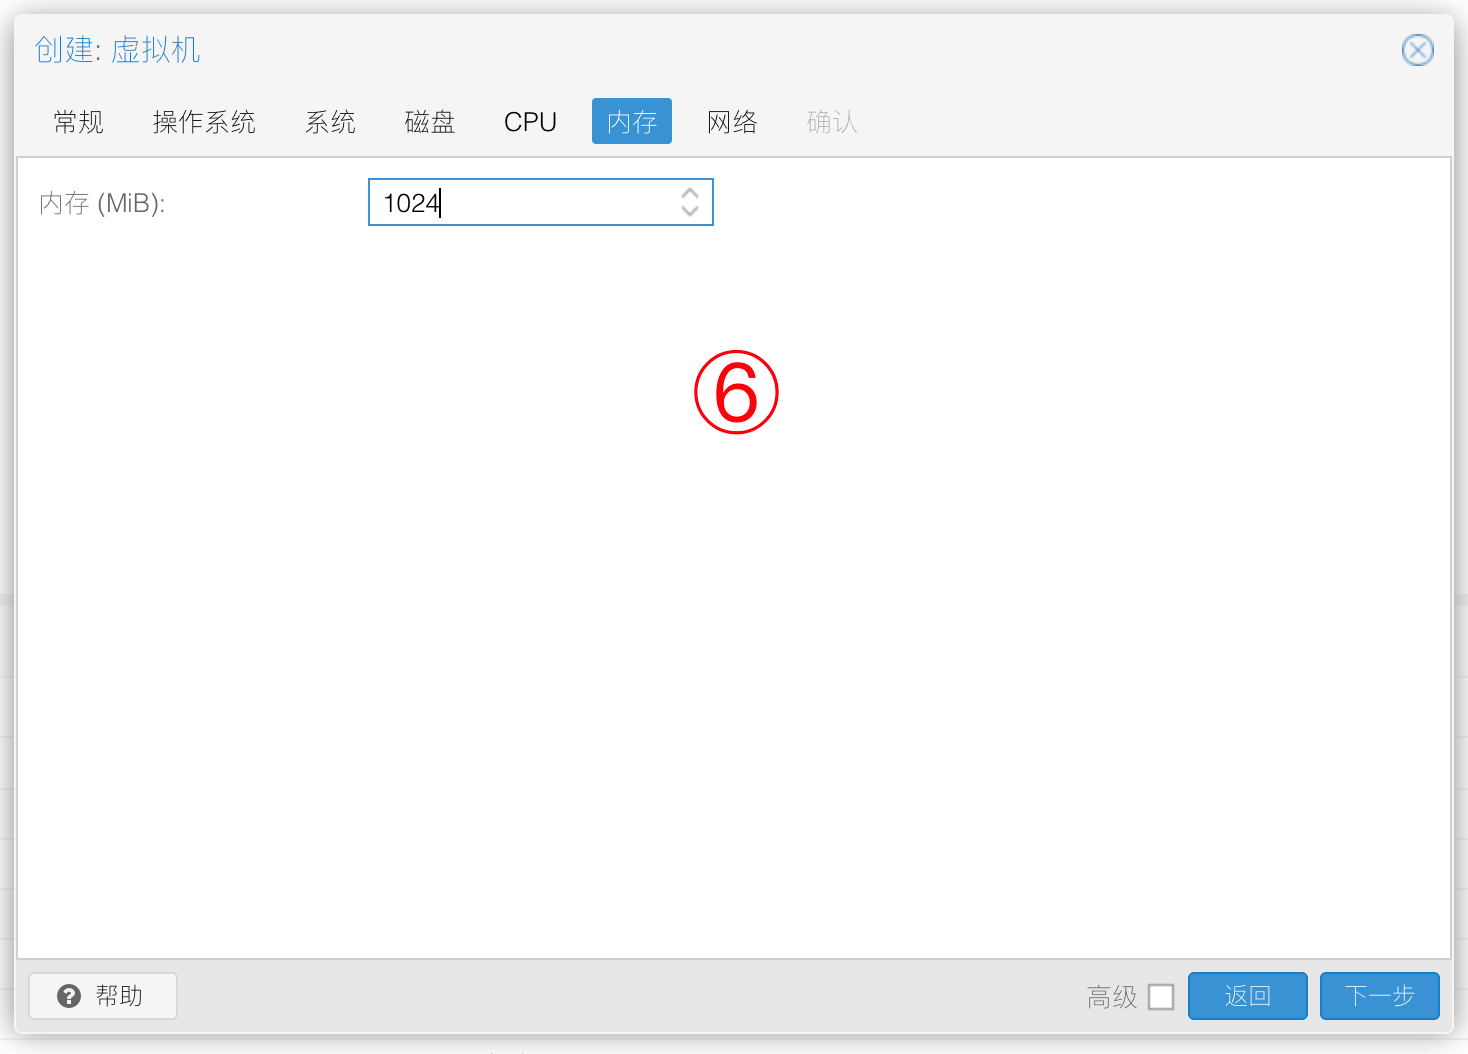 创建: 虚拟机
常规 操作系统 系统 磁盘 CPU 内存 网络 确认
内存 (MiB): 1024
⑥
帮助 高级 返回 下一步